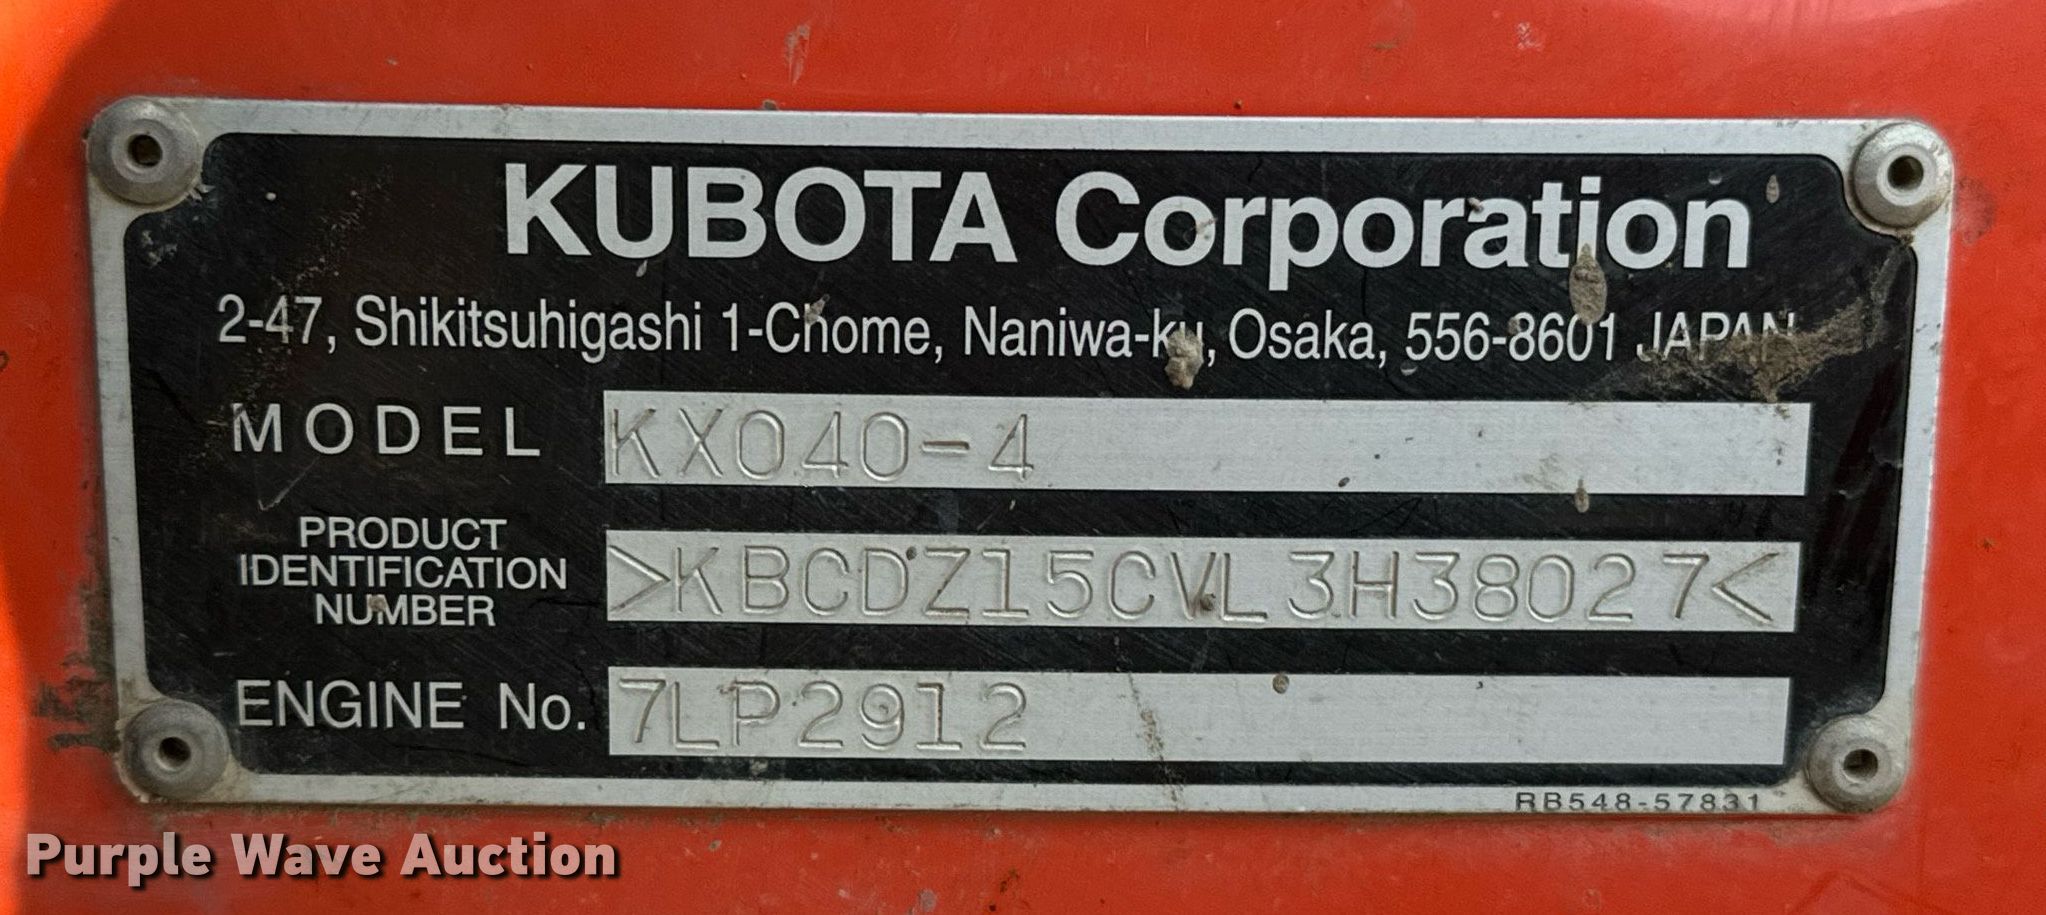 KUBOTA Corporation
2-47, Shikitsuhigashi 1-Chome, Naniwa-ku, Osaka, 556-8601 JAPAN
MODEL KX040-4
PRODUCT
IDENTIFICATION
NUMBER
>KBCDZ15CVL3H38027<
ENGINE No. 7LP2912
RB548-57831
Purple Wave Auction